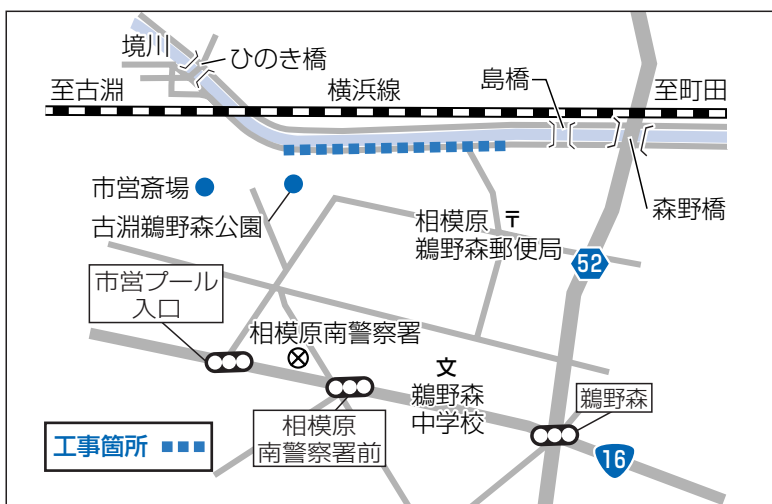 境川
ひのき橋
至古淵
横浜線
島橋
至町田
市営斎場
古淵鵜野森公園
相模原 〒
鵜野森郵便局
森野橋
52
市営プール
入口
相模原南警察署
文
鵜野森
中学校
相模原
南警察署前
鵜野森
16
工事箇所